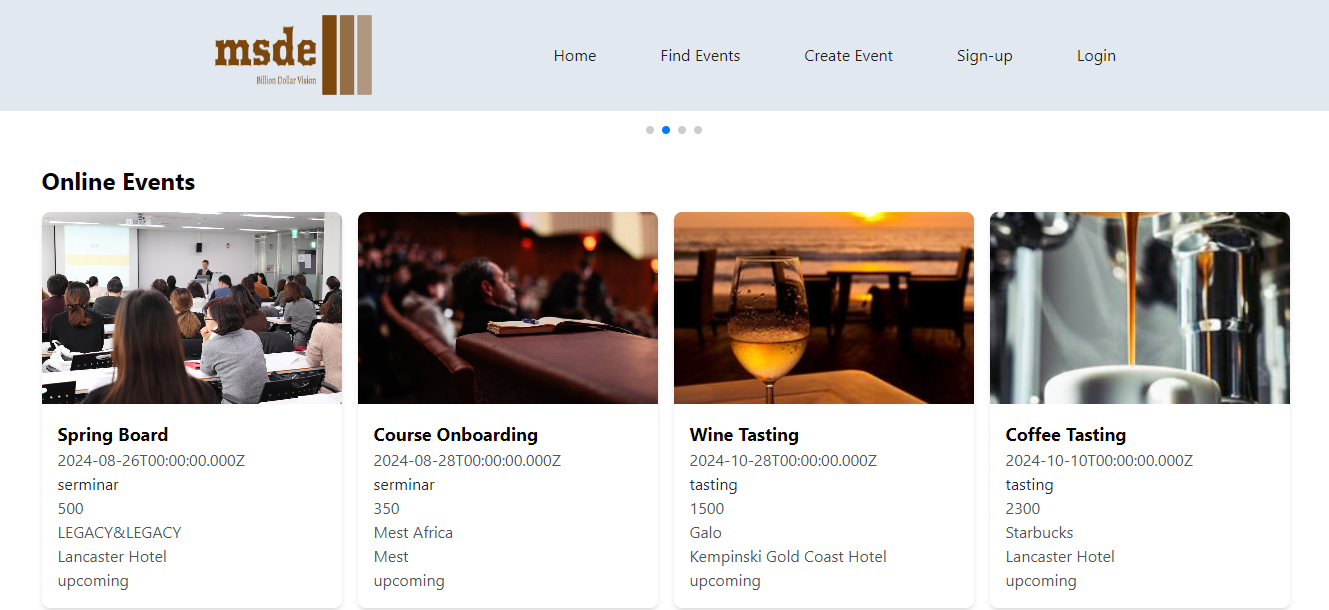 msde
Billion Dollar Vision
Home Find Events Create Event Sign-up Login
Online Events
Spring Board
2024-08-26T00:00:00.000Z
serminar
500
LEGACY&LEGACY
Lancaster Hotel
upcoming
Course Onboarding
2024-08-28T00:00:00.000Z
serminar
350
Mest Africa
Mest
upcoming
Wine Tasting
2024-10-28T00:00:00.000Z
tasting
1500
Galo
Kempinski Gold Coast Hotel
upcoming
Coffee Tasting
2024-10-10T00:00:00.000Z
tasting
2300
Starbucks
Lancaster Hotel
upcoming